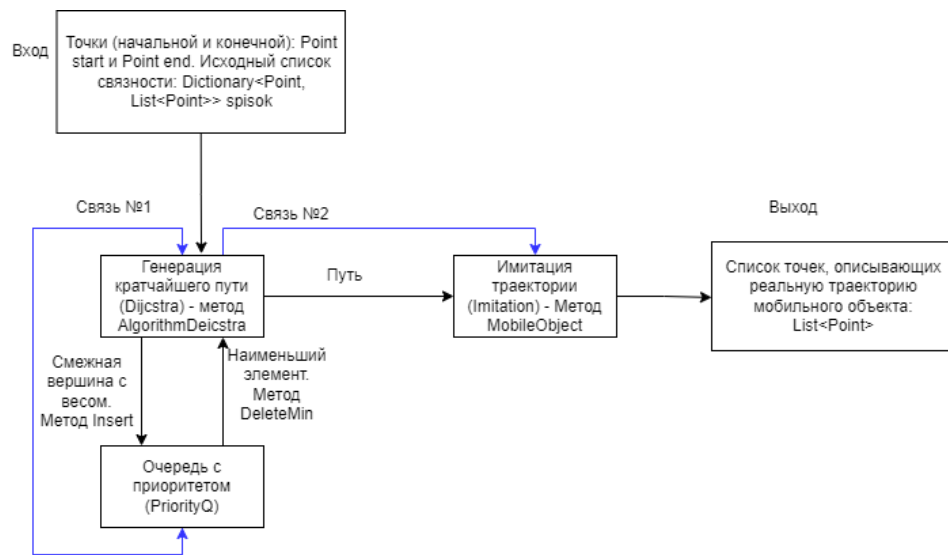 Вход
Точки (начальной и конечной): Point
start и Point end. Исходный список
связности: Dictionary<Point,
List<Point>> spisok
Связь №1
Связь №2
Выход
Генерация
кратчайшего пути
(Dijcstra) - метод
AlgorithmDeicstra
Путь
Имитация
траектории
(Imitation) - Метод
MobileObject
Список точек, описывающих
реальную траекторию
мобильного объекта:
List<Point>
Смежная
вершина с
весом.
Метод Insert
Наименьший
элемент.
Метод
DeleteMin
Очередь с
приоритетом
(PriorityQ)